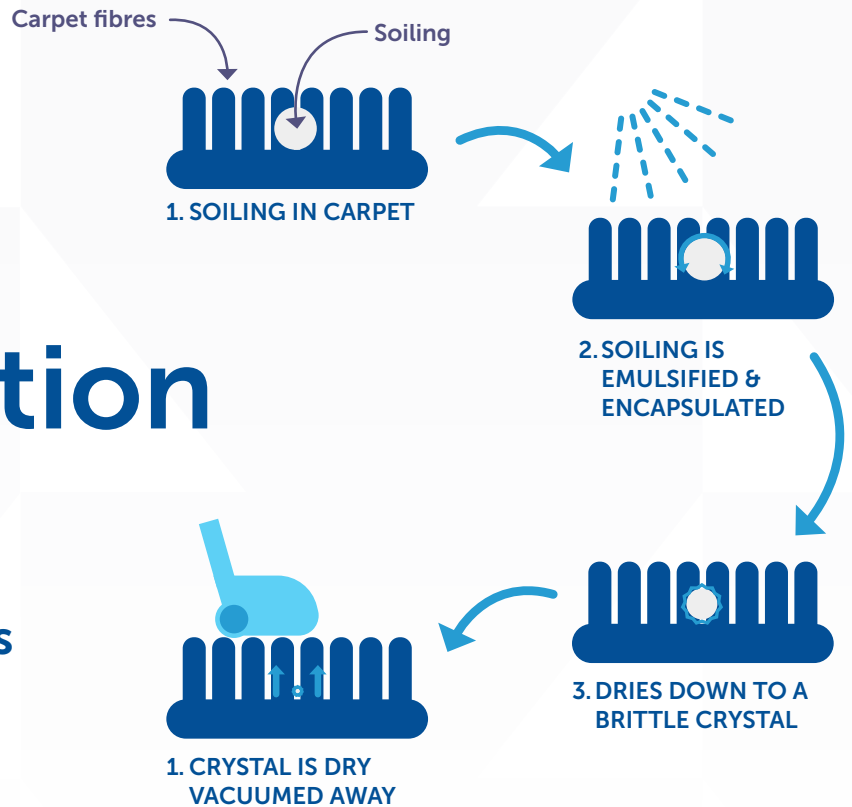 Carpet fibres
Soiling
1. SOILING IN CARPET
2. SOILING IS
EMULSIFIED &
ENCAPSULATED
tion
s
3. DRIES DOWN TO A
BRITTLE CRYSTAL
1. CRYSTAL IS DRY
VACUUMED AWAY